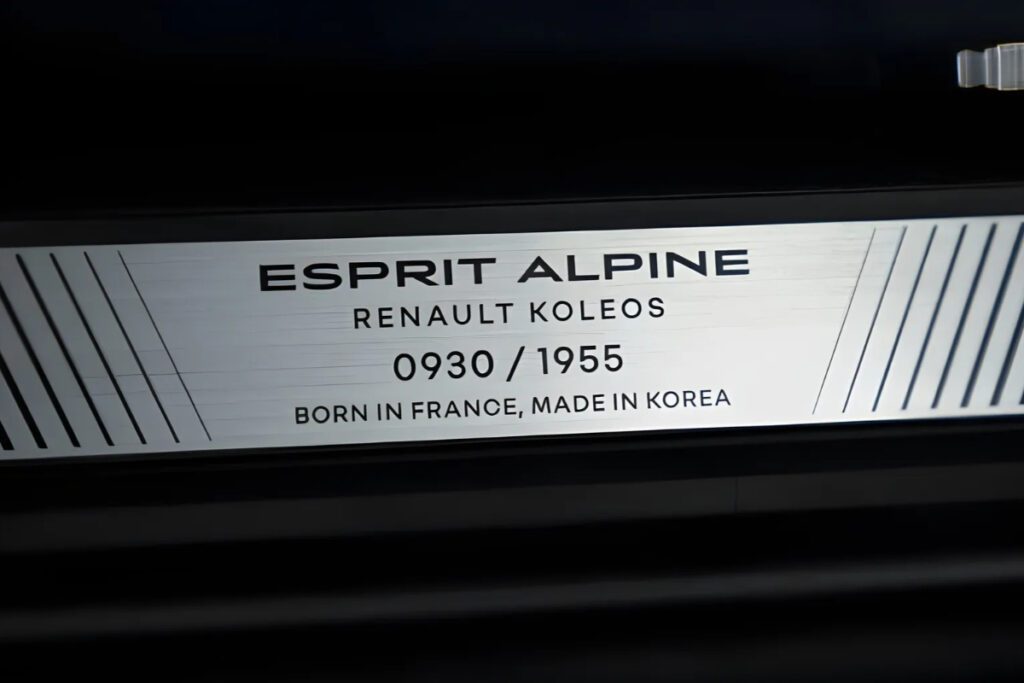 ESPRIT ALPINE
RENAULT KOLEOS
0930 / 1955
BORN IN FRANCE, MADE IN KOREA